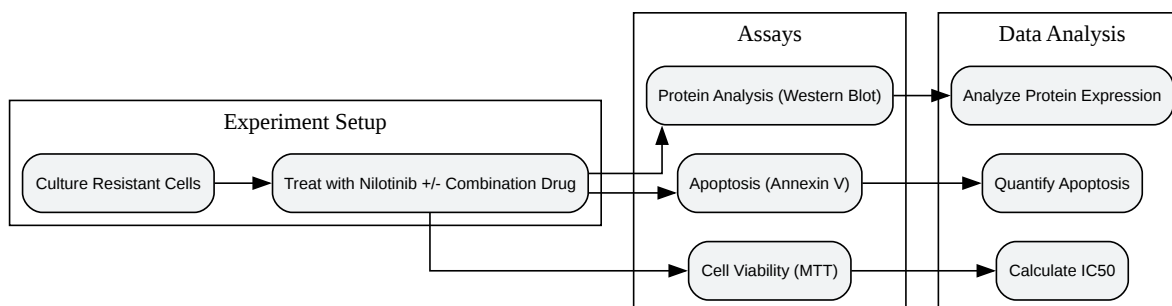 Experiment Setup
Culture Resistant Cells
Treat with Nilotinib +/- Combination Drug
Assays
Protein Analysis (Western Blot)
Apoptosis (Annexin V)
Cell Viability (MTT)
Data Analysis
Analyze Protein Expression
Quantify Apoptosis
Calculate IC50